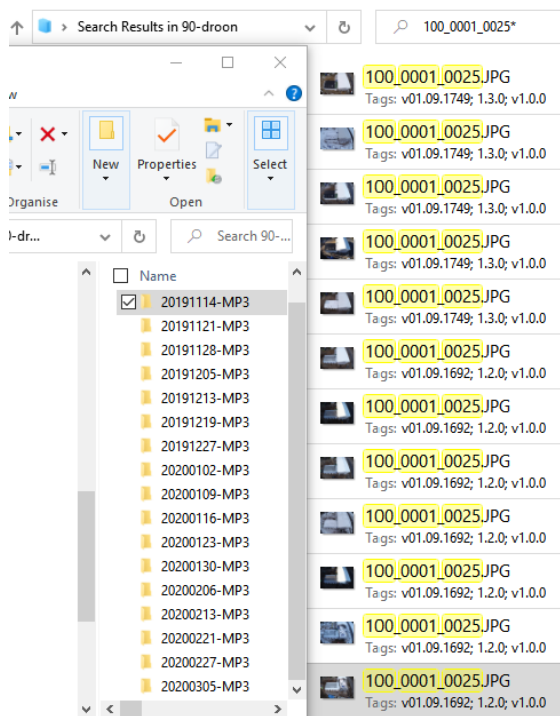 Search Results in 90-droon
100_0001_0025*
New
Properties
Select
Organise
Open
Search 90-...
Name
20191114-MP3
20191121-MP3
20191128-MP3
20191205-MP3
20191213-MP3
20191219-MP3
20191227-MP3
20200102-MP3
20200109-MP3
20200116-MP3
20200123-MP3
20200130-MP3
20200206-MP3
20200213-MP3
20200221-MP3
20200227-MP3
20200305-MP3
100_0001_0025.JPG
Tags: v01.09.1749; 1.3.0; v1.0.0
100_0001_0025.JPG
Tags: v01.09.1749; 1.3.0; v1.0.0
100_0001_0025.JPG
Tags: v01.09.1749; 1.3.0; v1.0.0
100_0001_0025.JPG
Tags: v01.09.1749; 1.3.0; v1.0.0
100_0001_0025.JPG
Tags: v01.09.1749; 1.3.0; v1.0.0
100_0001_0025.JPG
Tags: v01.09.1692; 1.2.0; v1.0.0
100_0001_0025.JPG
Tags: v01.09.1692; 1.2.0; v1.0.0
100_0001_0025.JPG
Tags: v01.09.1692; 1.2.0; v1.0.0
100_0001_0025.JPG
Tags: v01.09.1692; 1.2.0; v1.0.0
100_0001_0025.JPG
Tags: v01.09.1692; 1.2.0; v1.0.0
100_0001_0025.JPG
Tags: v01.09.1692; 1.2.0; v1.0.0
100_0001_0025.JPG
Tags: v01.09.1692; 1.2.0; v1.0.0